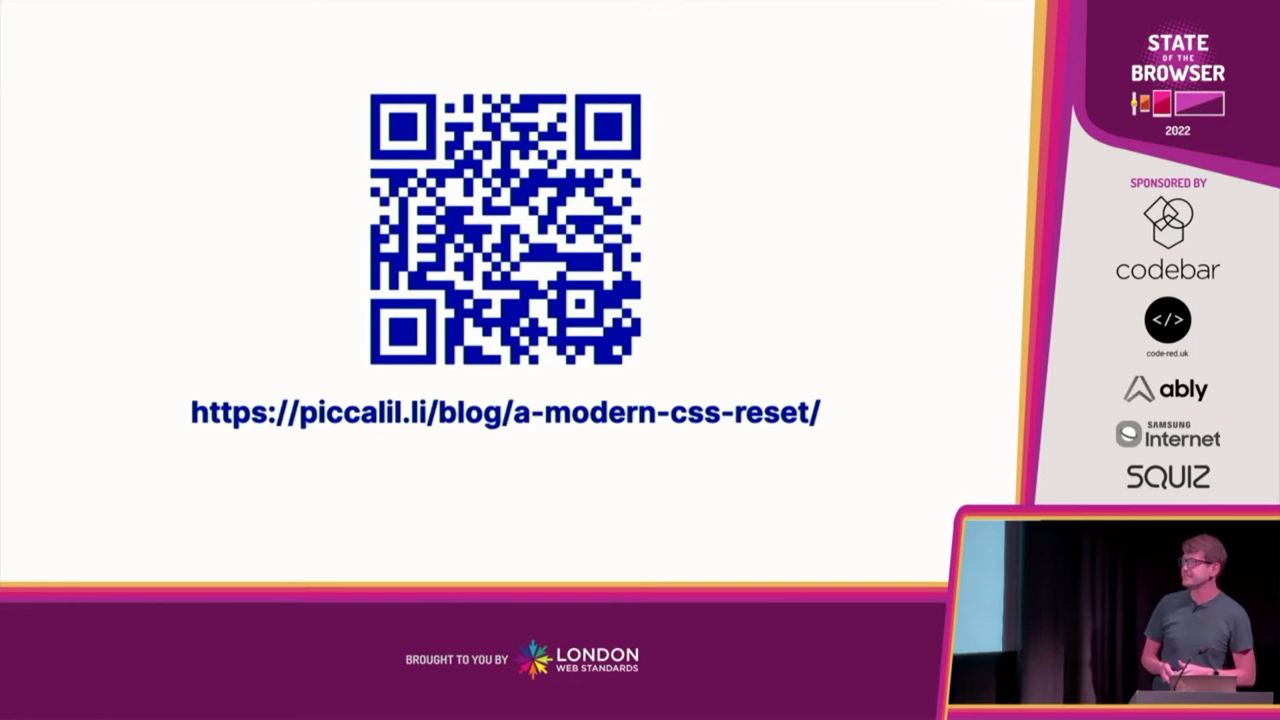 https://piccalil.li/blog/a-modern-css-reset/
STATE
OF THE
BROWSER
2022
SPONSORED BY
codebar
</>
code-red.uk
ably
SAMSUNG
Internet
SQUIZ
BROUGHT TO YOU BY
LONDON
WEB STANDARDS